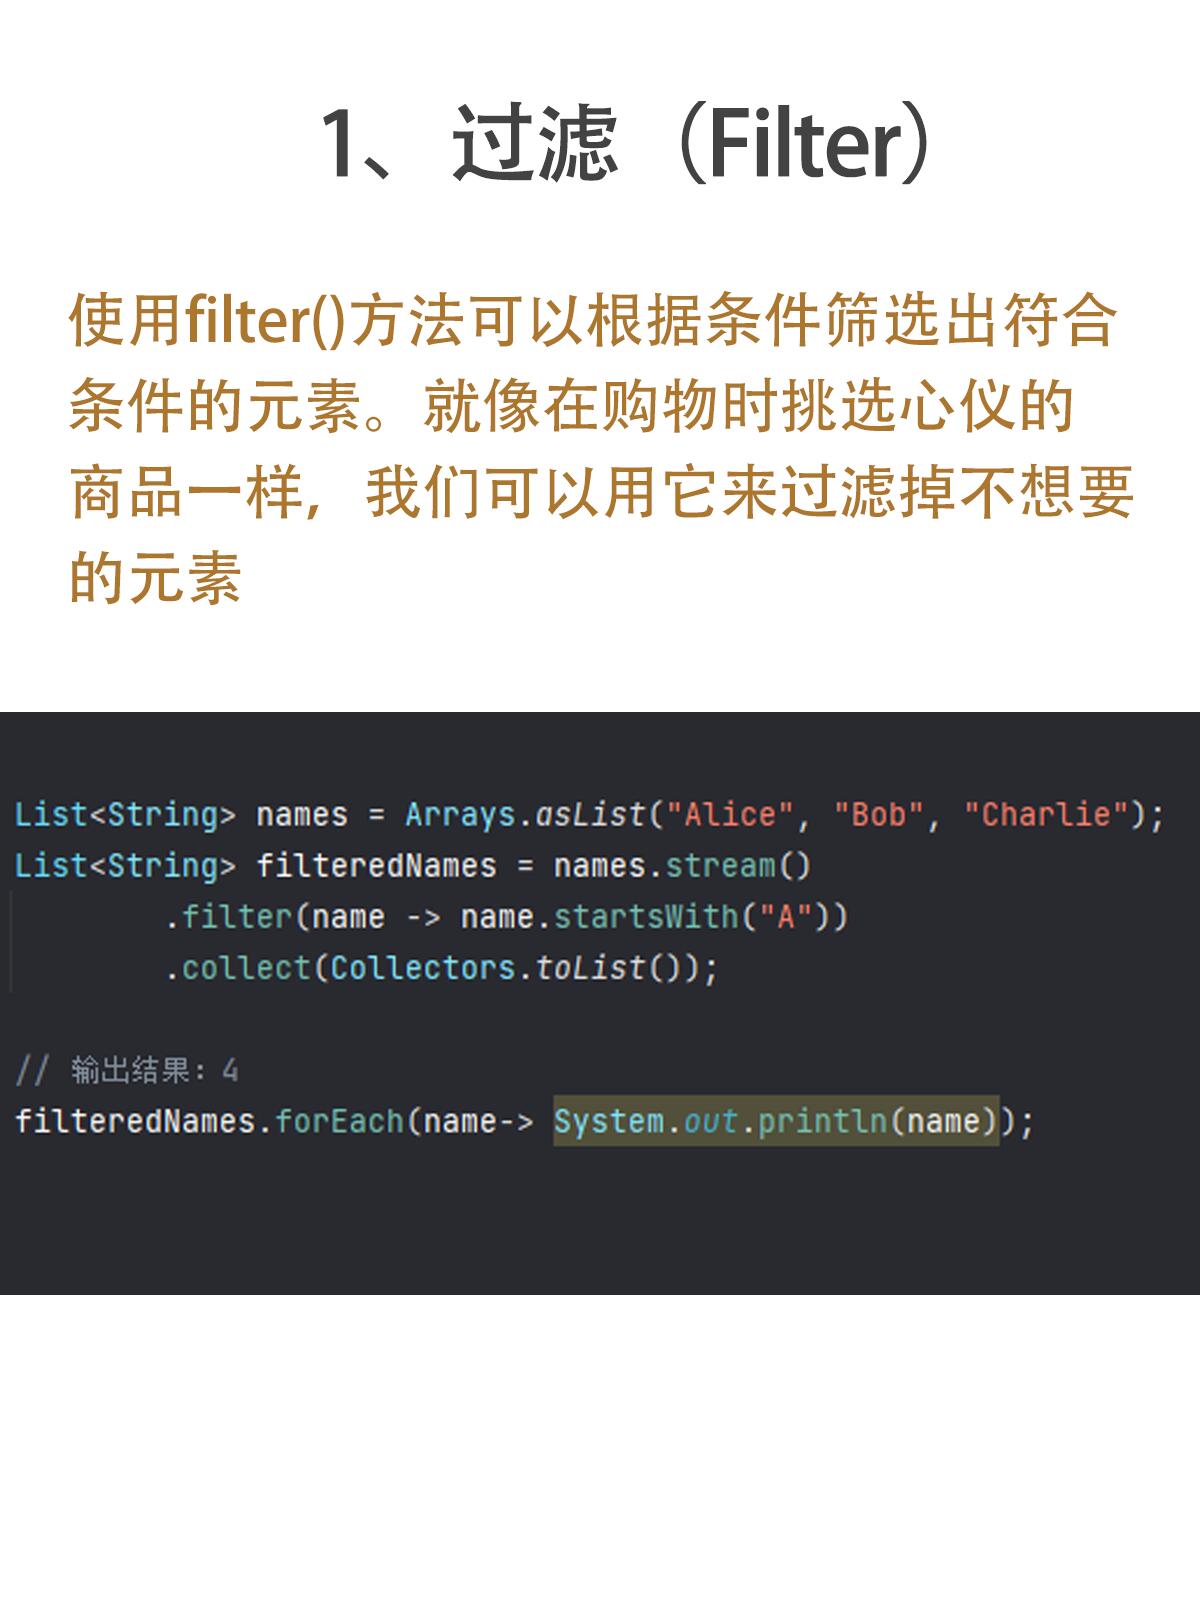 1、过滤（Filter）
使用filter()方法可以根据条件筛选出符合
条件的元素。就像在购物时挑选心仪的
商品一样，我们可以用它来过滤掉不想要
的元素
List<String> names = Arrays.asList("Alice", "Bob", "Charlie");
List<String> filteredNames = names.stream()
.filter(name -> name.startsWith("A"))
.collect(Collectors.toList());
// 输出结果：4
filteredNames.forEach(name-> System.out.println(name));